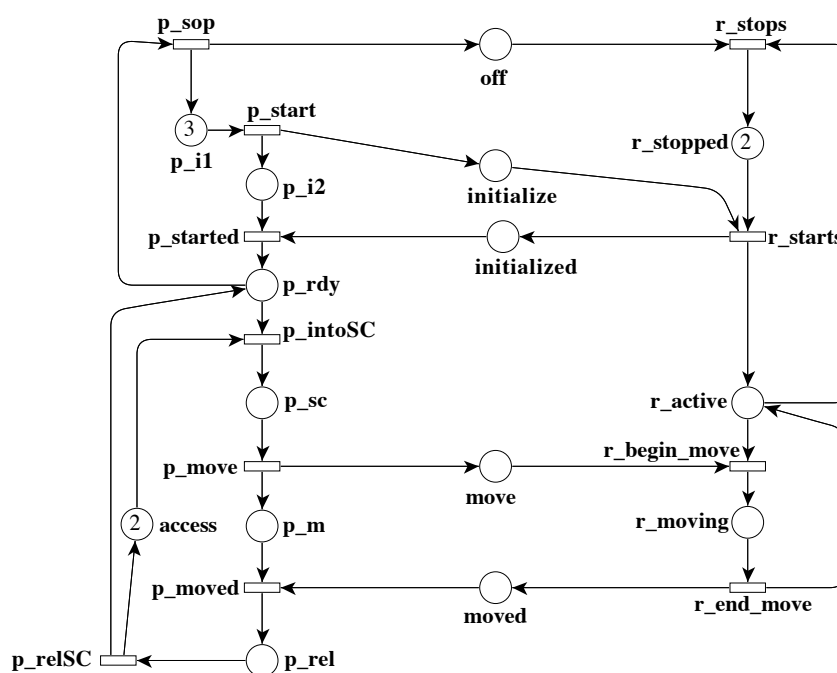 p_sop
r_stops
off
p_start
3
p_i1
r_stopped
2
p_i2
initialize
p_started
r_starts
initialized
p_rdy
p_intoSC
p_sc
r_active
r_begin_move
p_move
move
2
access
p_m
r_moving
p_moved
moved
r_end_move
p_relSC
p_rel